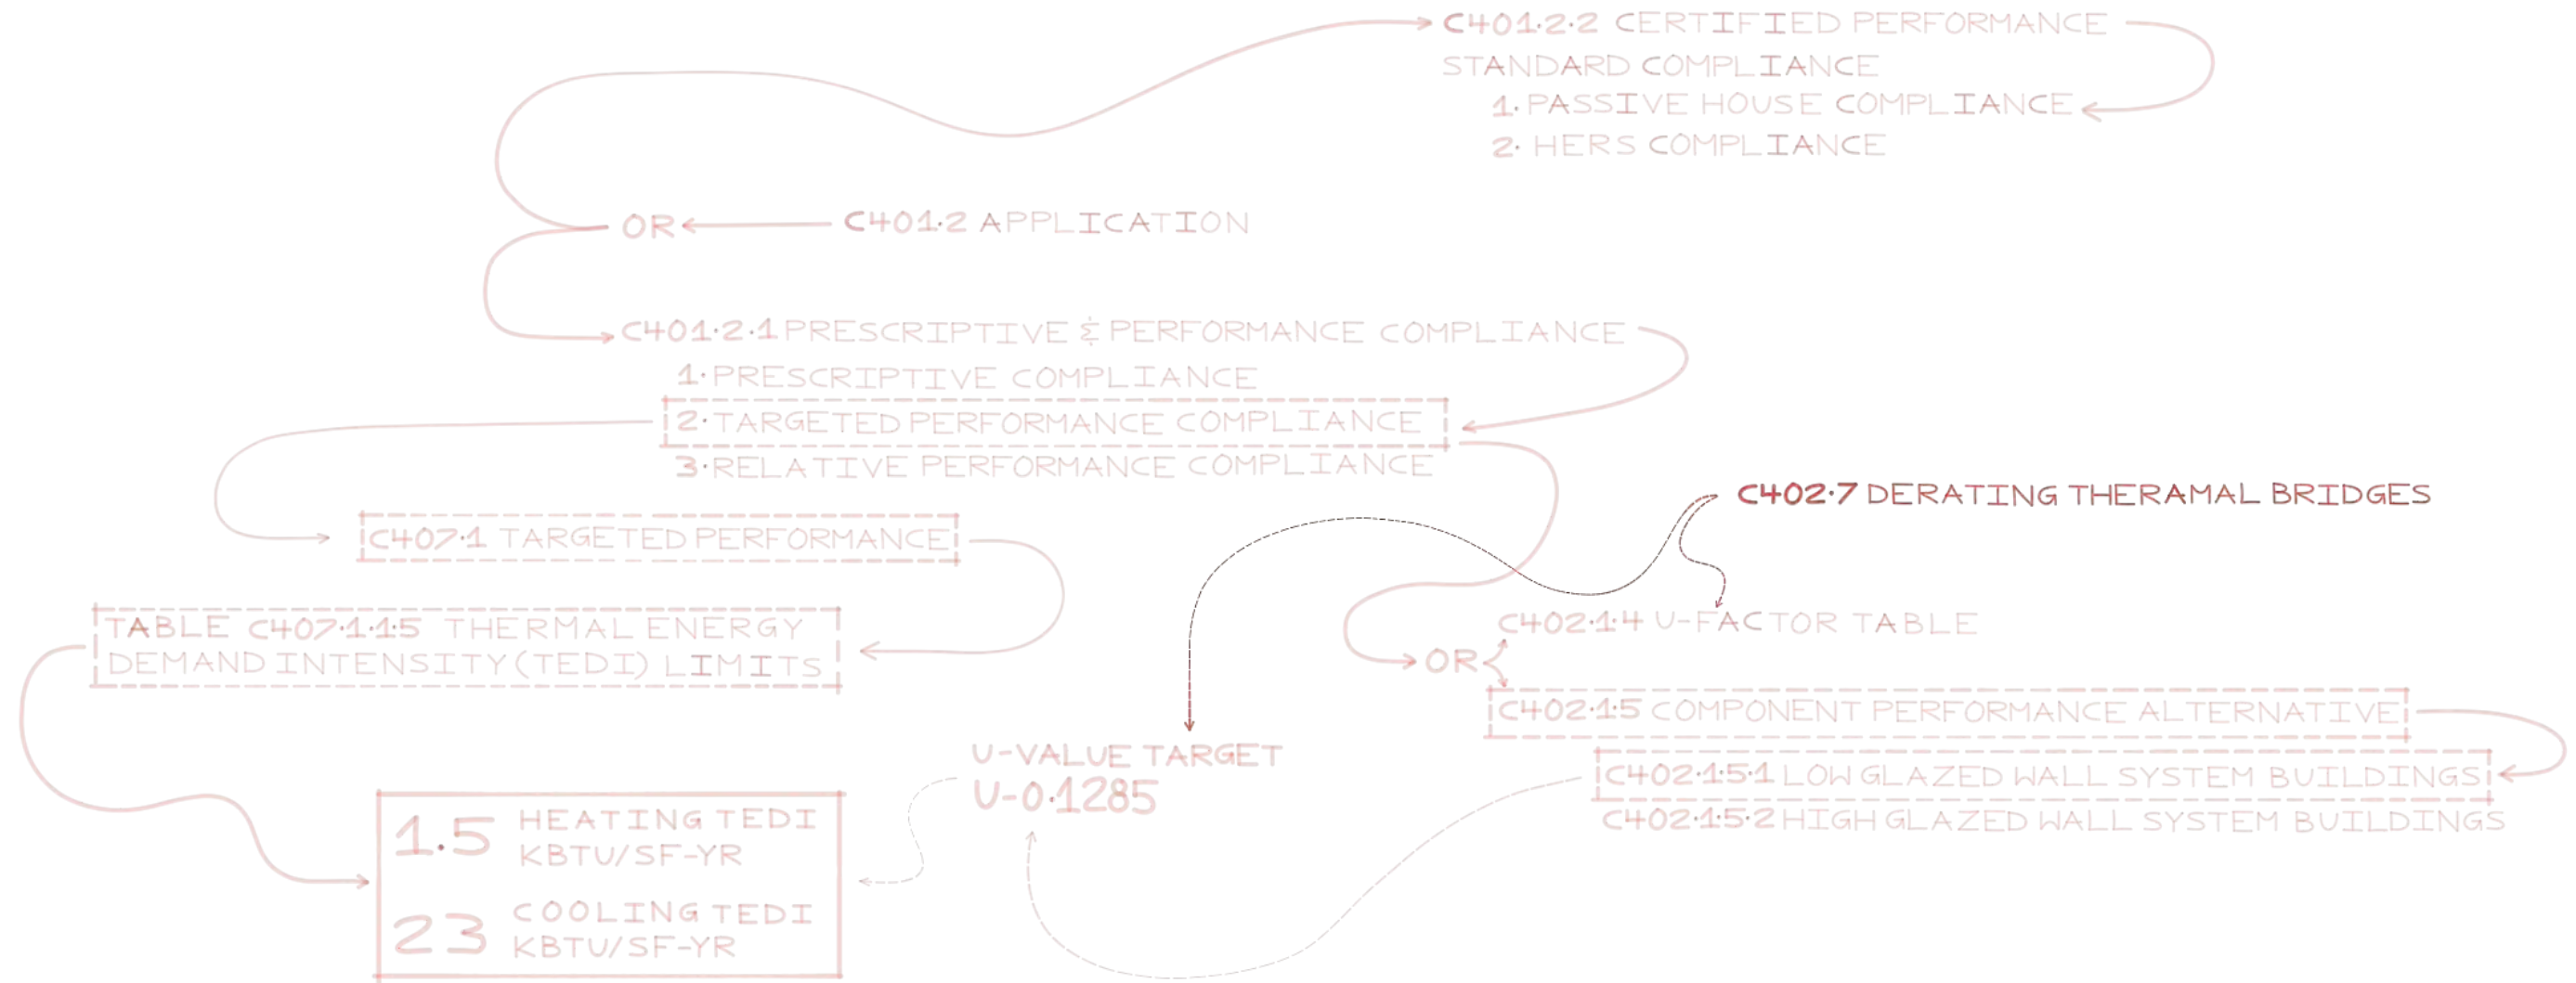 C401.2.2 CERTIFIED PERFORMANCE
STANDARD COMPLIANCE
1. PASSIVE HOUSE COMPLIANCE
2. HERS COMPLIANCE
OR
C401.2 APPLICATION
C401.2.1 PRESCRIPTIVE & PERFORMANCE COMPLIANCE
1. PRESCRIPTIVE COMPLIANCE
2. TARGETED PERFORMANCE COMPLIANCE
3. RELATIVE PERFORMANCE COMPLIANCE
C402.7 DERATING THERAMAL BRIDGES
C407.1 TARGETED PERFORMANCE
TABLE C407.1.1.5 THERMAL ENERGY
DEMAND INTENSITY (TEDI) LIMITS
C402.1.4 U-FACTOR TABLE
OR
C402.1.5 COMPONENT PERFORMANCE ALTERNATIVE
C402.1.5.1 LOW GLAZED WALL SYSTEM BUILDINGS
C402.1.5.2 HIGH GLAZED WALL SYSTEM BUILDINGS
U-VALUE TARGET
U-0.1285
1.5 HEATING TEDI
KBTU/SF-YR
23 COOLING TEDI
KBTU/SF-YR